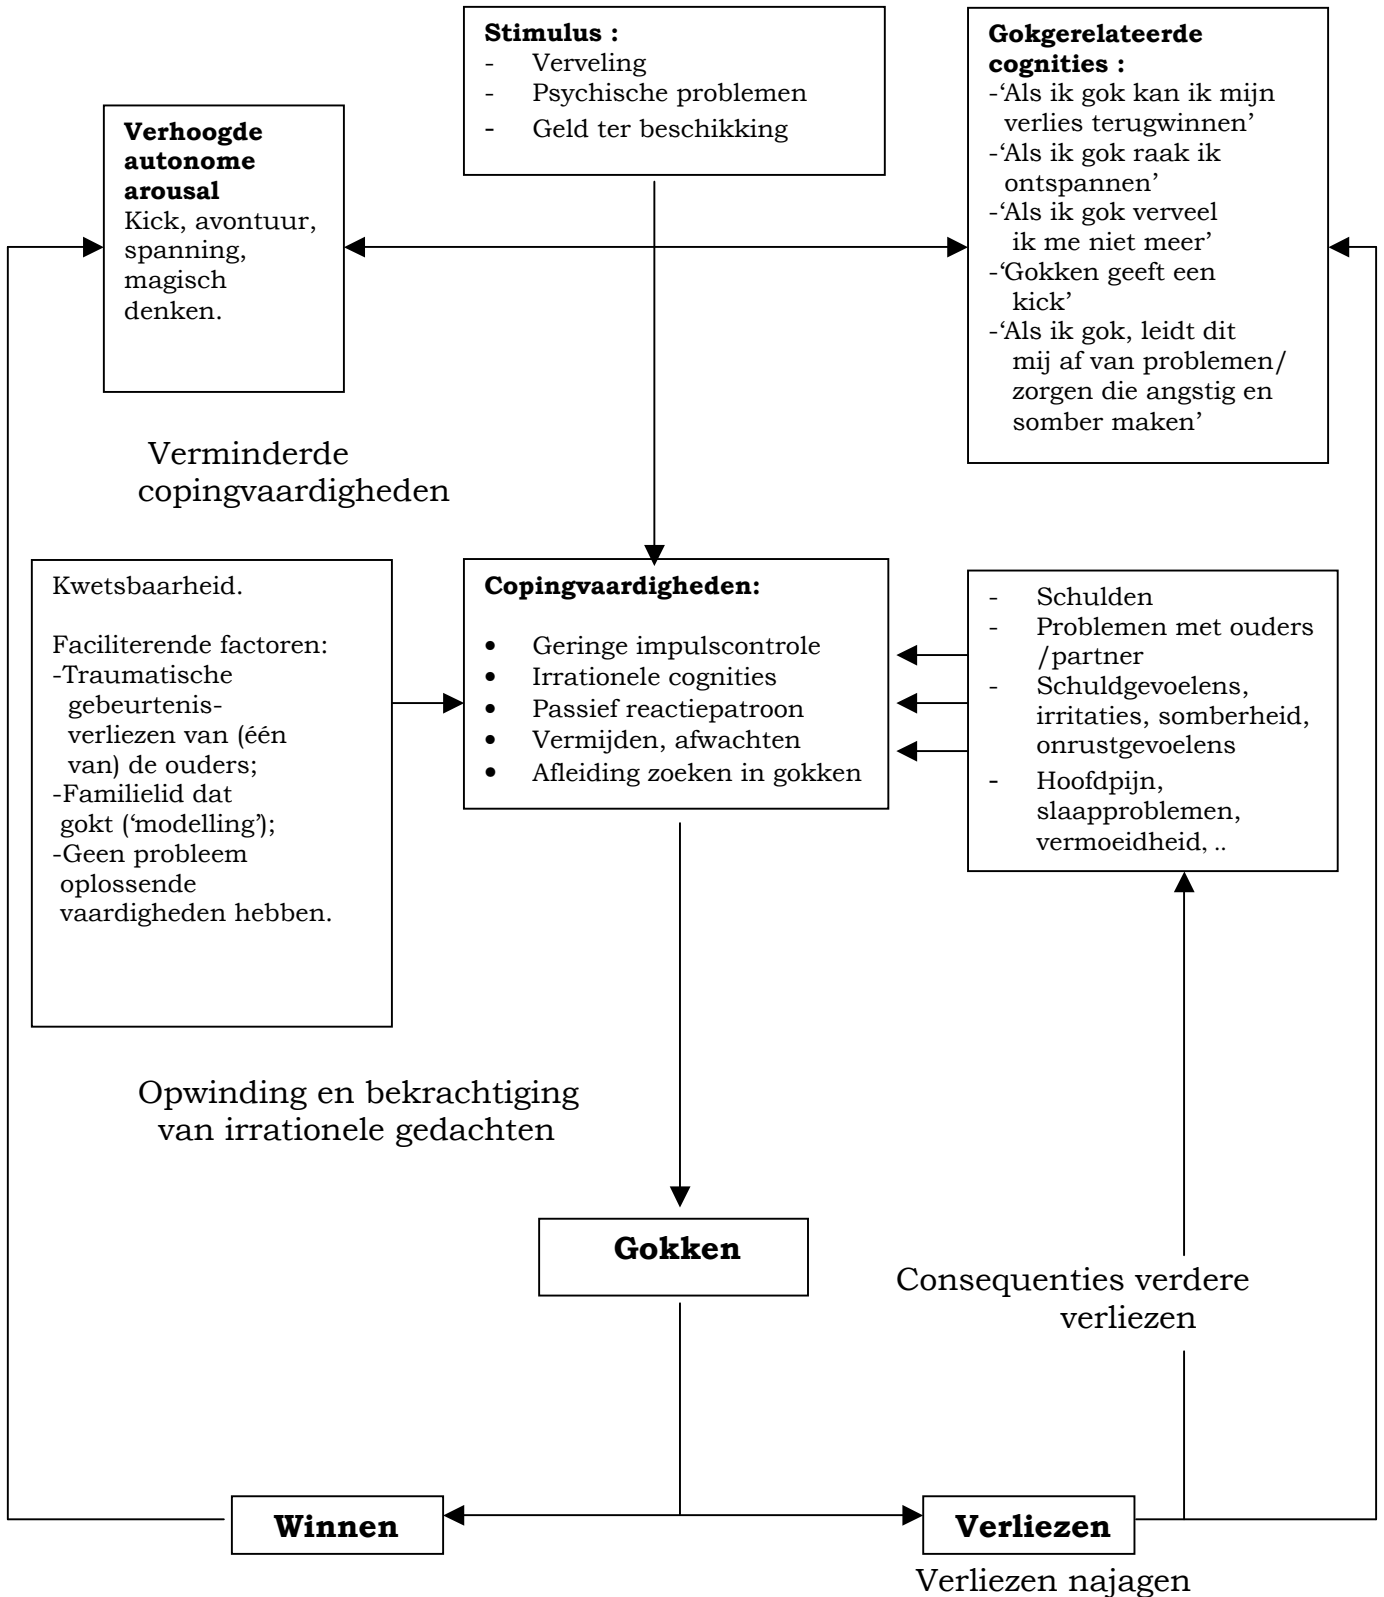 Stimulus :
- Verveling
- Psychische problemen
- Geld ter beschikking
Gokgerelateerde
cognities :
-‘Als ik gok kan ik mijn
verlies terugwinnen’
-‘Als ik gok raak ik
ontspannen’
-‘Als ik gok verveel
ik me niet meer’
-‘Gokken geeft een
kick’
-‘Als ik gok, leidt dit
mij af van problemen/
zorgen die angstig en
somber maken’
Verhoogde
autonome
arousal
Kick, avontuur,
spanning,
magisch
denken.
Verminderde
copingvaardigheden
Kwetsbaarheid.
Faciliterende factoren:
-Traumatische
gebeurtenis-
verliezen van (één
van) de ouders;
-Familielid dat
gokt (‘modelling’);
-Geen probleem
oplossende
vaardigheden hebben.
Copingvaardigheden:
• Geringe impulscontrole
• Irrationele cognities
• Passief reactiepatroon
• Vermijden, afwachten
• Afleiding zoeken in gokken
- Schulden
- Problemen met ouders
/partner
- Schuldgevoelens,
irritaties, somberheid,
onrustgevoelens
- Hoofdpijn,
slaapproblemen,
vermoeidheid, ..
Opwinding en bekrachtiging
van irrationele gedachten
Gokken
Consequenties verdere
verliezen
Winnen
Verliezen
Verliezen najagen